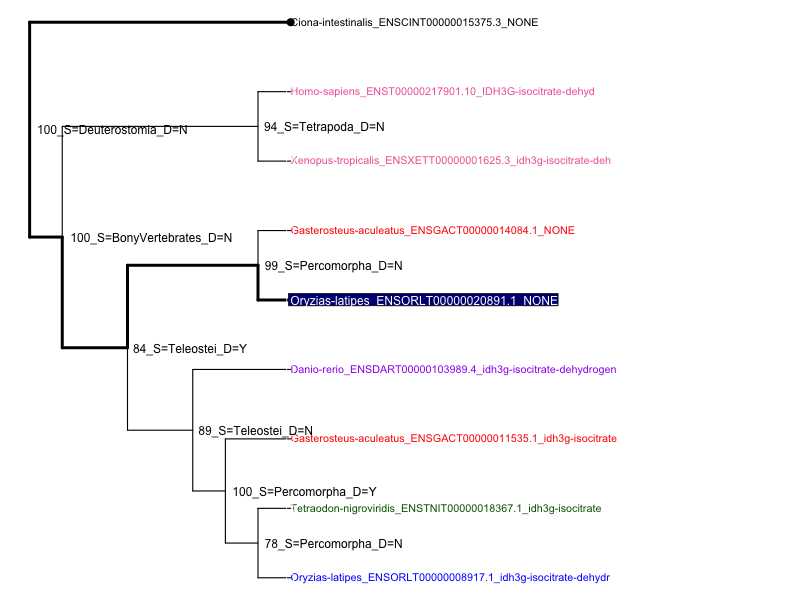 Ciona-intestinalis_ENSCINT00000015375.3_NONE
Homo-sapiens_ENST00000217901.10_IDH3G-isocitrate-dehyd
100_S=Deuterostomia_D=N
94_S=Tetrapoda_D=N
Xenopus-tropicalis_ENSXETT00000001625.3_idh3g-isocitrate-deh
Gasterosteus-aculeatus_ENSGACT00000014084.1_NONE
100_S=BonyVertebrates_D=N
99_S=Percomorpha_D=N
Oryzias-latipes_ENSORLT00000020891.1_NONE
84_S=Teleostei_D=Y
Danio-rerio_ENSDART00000103989.4_idh3g-isocitrate-dehydrogen
89_S=Teleostei_D=N
Gasterosteus-aculeatus_ENSGACT00000011535.1_idh3g-isocitrate
100_S=Percomorpha_D=Y
Tetraodon-nigroviridis_ENSTNIT00000018367.1_idh3g-isocitrate
78_S=Percomorpha_D=N
Oryzias-latipes_ENSORLT00000008917.1_idh3g-isocitrate-dehydr